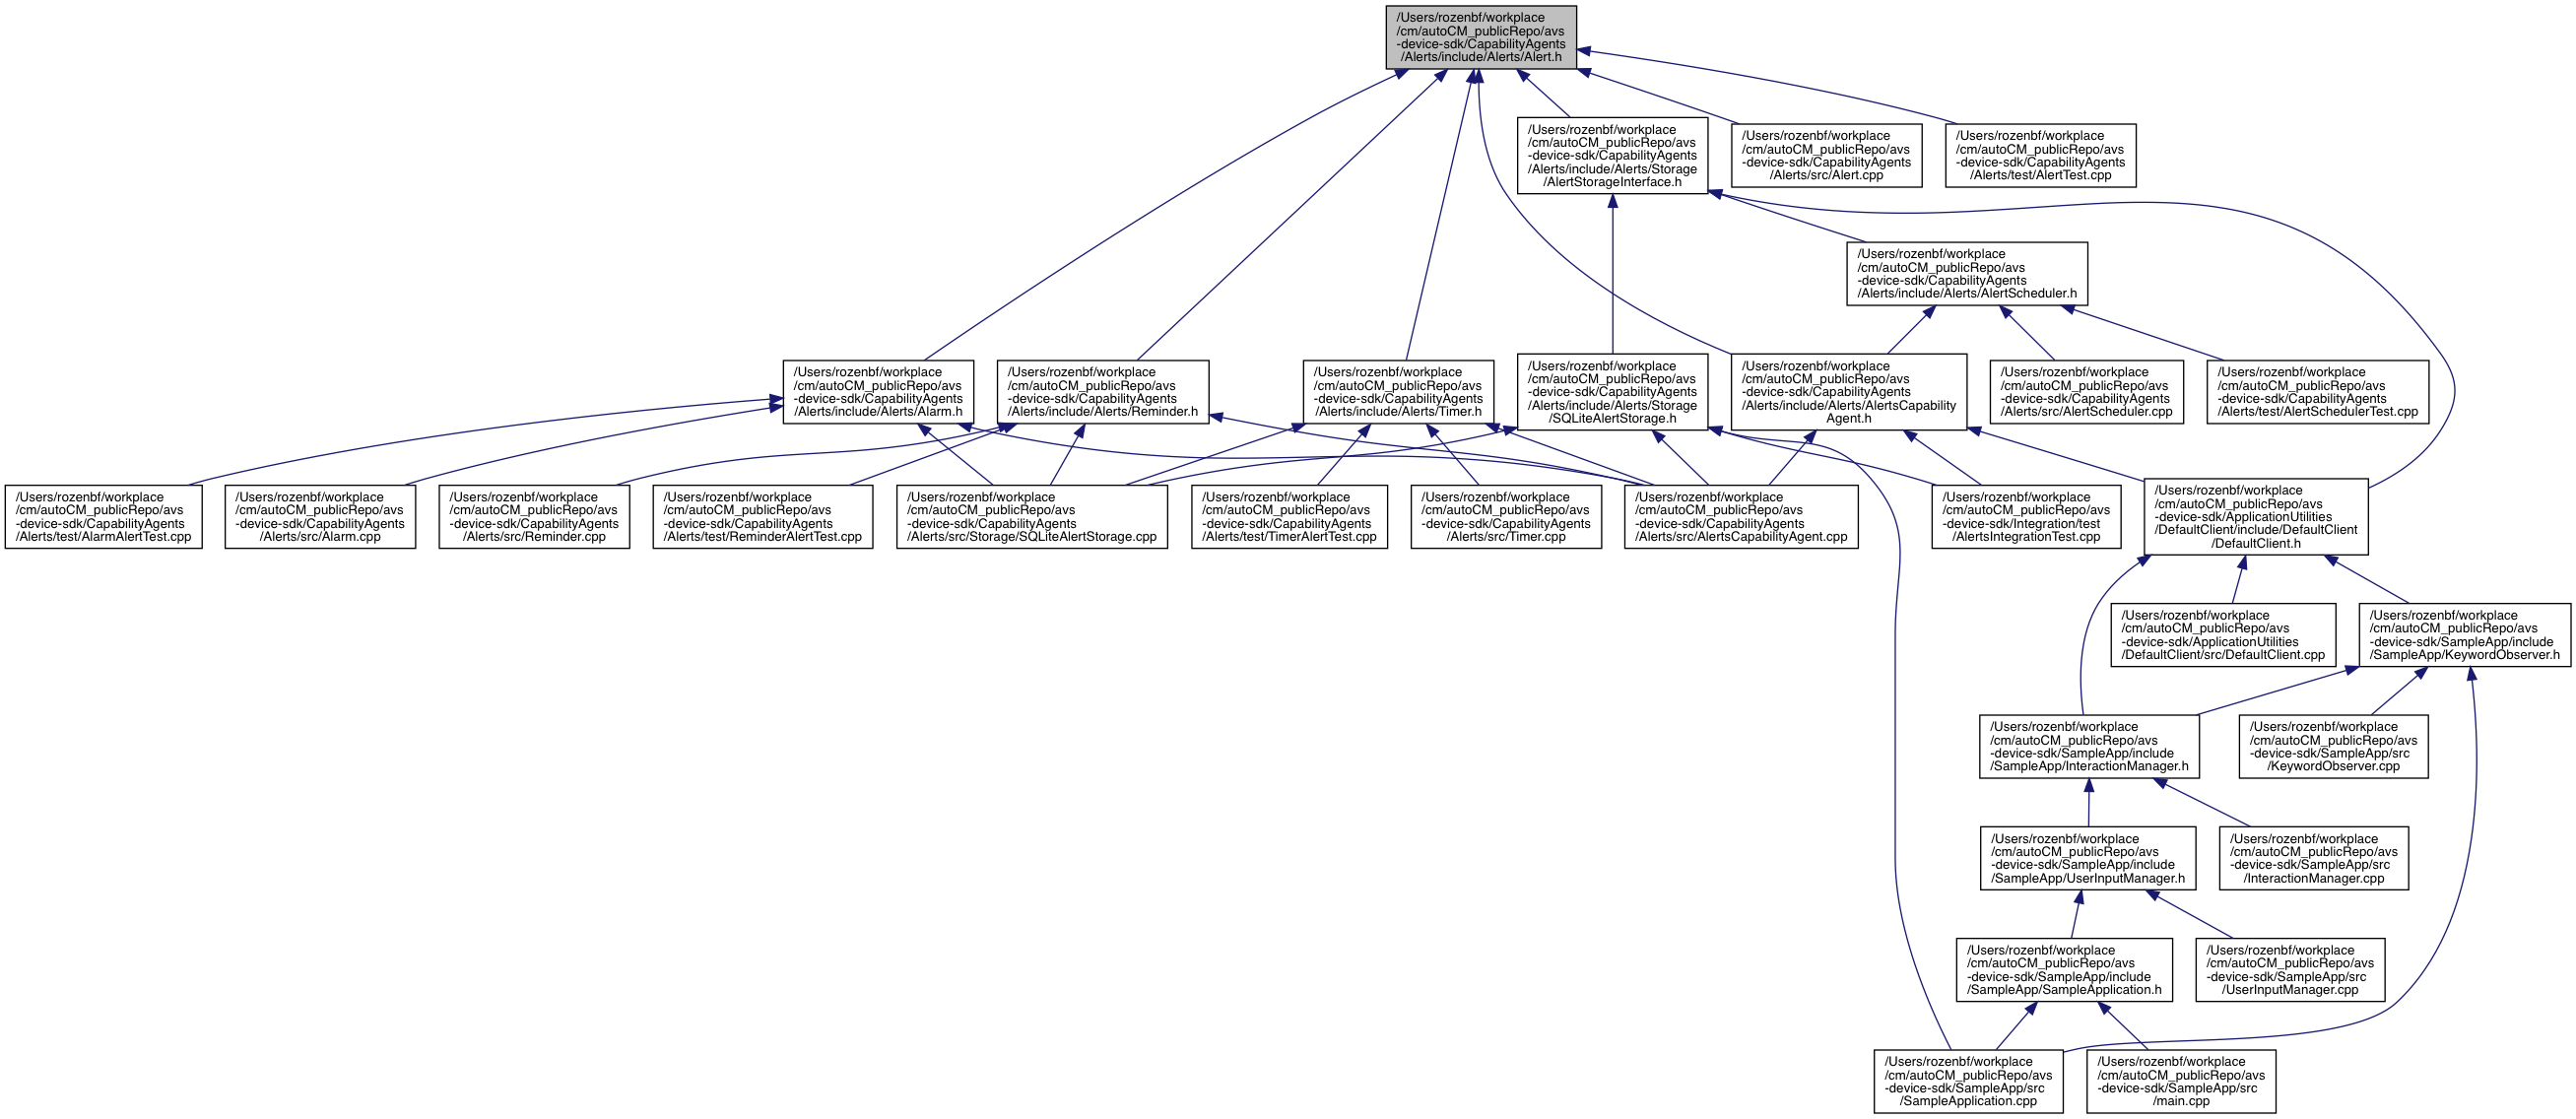 /Users/rozenbf/workplace
/cm/autoCM_publicRepo/avs
-device-sdk/CapabilityAgents
/Alerts/include/Alerts/Alert.h
/Users/rozenbf/workplace
/cm/autoCM_publicRepo/avs
-device-sdk/CapabilityAgents
/Alerts/include/Alerts/Storage
/AlertStorageInterface.h
/Users/rozenbf/workplace
/cm/autoCM_publicRepo/avs
-device-sdk/CapabilityAgents
/Alerts/src/Alert.cpp
/Users/rozenbf/workplace
/cm/autoCM_publicRepo/avs
-device-sdk/CapabilityAgents
/Alerts/test/AlertTest.cpp
/Users/rozenbf/workplace
/cm/autoCM_publicRepo/avs
-device-sdk/CapabilityAgents
/Alerts/include/Alerts/AlertScheduler.h
/Users/rozenbf/workplace
/cm/autoCM_publicRepo/avs
-device-sdk/CapabilityAgents
/Alerts/include/Alerts/Alarm.h
/Users/rozenbf/workplace
/cm/autoCM_publicRepo/avs
-device-sdk/CapabilityAgents
/Alerts/include/Alerts/Reminder.h
/Users/rozenbf/workplace
/cm/autoCM_publicRepo/avs
-device-sdk/CapabilityAgents
/Alerts/include/Alerts/Timer.h
/Users/rozenbf/workplace
/cm/autoCM_publicRepo/avs
-device-sdk/CapabilityAgents
/Alerts/include/Alerts/Storage
/SQLiteAlertStorage.h
/Users/rozenbf/workplace
/cm/autoCM_publicRepo/avs
-device-sdk/CapabilityAgents
/Alerts/include/Alerts/AlertsCapability
Agent.h
/Users/rozenbf/workplace
/cm/autoCM_publicRepo/avs
-device-sdk/CapabilityAgents
/Alerts/src/AlertScheduler.cpp
/Users/rozenbf/workplace
/cm/autoCM_publicRepo/avs
-device-sdk/CapabilityAgents
/Alerts/test/AlertSchedulerTest.cpp
/Users/rozenbf/workplace
/cm/autoCM_publicRepo/avs
-device-sdk/CapabilityAgents
/Alerts/test/AlarmAlertTest.cpp
/Users/rozenbf/workplace
/cm/autoCM_publicRepo/avs
-device-sdk/CapabilityAgents
/Alerts/src/Alarm.cpp
/Users/rozenbf/workplace
/cm/autoCM_publicRepo/avs
-device-sdk/CapabilityAgents
/Alerts/src/Reminder.cpp
/Users/rozenbf/workplace
/cm/autoCM_publicRepo/avs
-device-sdk/CapabilityAgents
/Alerts/test/ReminderAlertTest.cpp
/Users/rozenbf/workplace
/cm/autoCM_publicRepo/avs
-device-sdk/CapabilityAgents
/Alerts/src/Storage/SQLiteAlertStorage.cpp
/Users/rozenbf/workplace
/cm/autoCM_publicRepo/avs
-device-sdk/CapabilityAgents
/Alerts/test/TimerAlertTest.cpp
/Users/rozenbf/workplace
/cm/autoCM_publicRepo/avs
-device-sdk/CapabilityAgents
/Alerts/src/Timer.cpp
/Users/rozenbf/workplace
/cm/autoCM_publicRepo/avs
-device-sdk/CapabilityAgents
/Alerts/src/AlertsCapabilityAgent.cpp
/Users/rozenbf/workplace
/cm/autoCM_publicRepo/avs
-device-sdk/Integration/test
/AlertsIntegrationTest.cpp
/Users/rozenbf/workplace
/cm/autoCM_publicRepo/avs
-device-sdk/ApplicationUtilities
/DefaultClient/include/DefaultClient
/DefaultClient.h
/Users/rozenbf/workplace
/cm/autoCM_publicRepo/avs
-device-sdk/ApplicationUtilities
/DefaultClient/src/DefaultClient.cpp
/Users/rozenbf/workplace
/cm/autoCM_publicRepo/avs
-device-sdk/SampleApp/include
/SampleApp/KeywordObserver.h
/Users/rozenbf/workplace
/cm/autoCM_publicRepo/avs
-device-sdk/SampleApp/include
/SampleApp/InteractionManager.h
/Users/rozenbf/workplace
/cm/autoCM_publicRepo/avs
-device-sdk/SampleApp/src
/KeywordObserver.cpp
/Users/rozenbf/workplace
/cm/autoCM_publicRepo/avs
-device-sdk/SampleApp/include
/SampleApp/UserInputManager.h
/Users/rozenbf/workplace
/cm/autoCM_publicRepo/avs
-device-sdk/SampleApp/src
/InteractionManager.cpp
/Users/rozenbf/workplace
/cm/autoCM_publicRepo/avs
-device-sdk/SampleApp/include
/SampleApp/SampleApplication.h
/Users/rozenbf/workplace
/cm/autoCM_publicRepo/avs
-device-sdk/SampleApp/src
/UserInputManager.cpp
/Users/rozenbf/workplace
/cm/autoCM_publicRepo/avs
-device-sdk/SampleApp/src
/SampleApplication.cpp
/Users/rozenbf/workplace
/cm/autoCM_publicRepo/avs
-device-sdk/SampleApp/src
/main.cpp